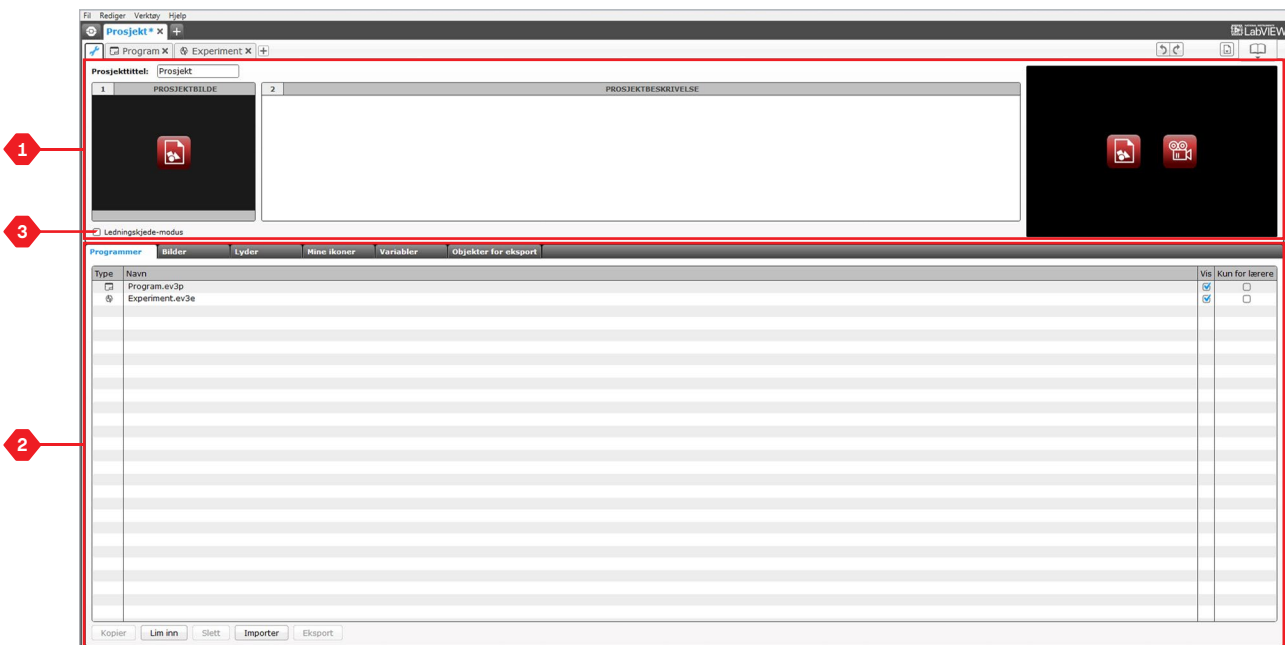 Fil Rediger Verktøy Hjelp
Prosjekt* × +
LabVIEW
Program × Experiment × +
Prosjekttittel: Prosjekt
1 PROSJEKTBILDE 2 PROSJEKTBESKRIVELSE
1
3
Ledningskjede-modus
Programmer Bilder Lyder Mine ikoner Variabler Objekter for eksport
Type Navn Vis Kun for lærere
Program.ev3p
Experiment.ev3e
2
Kopier Lim inn Slett Importer Eksport